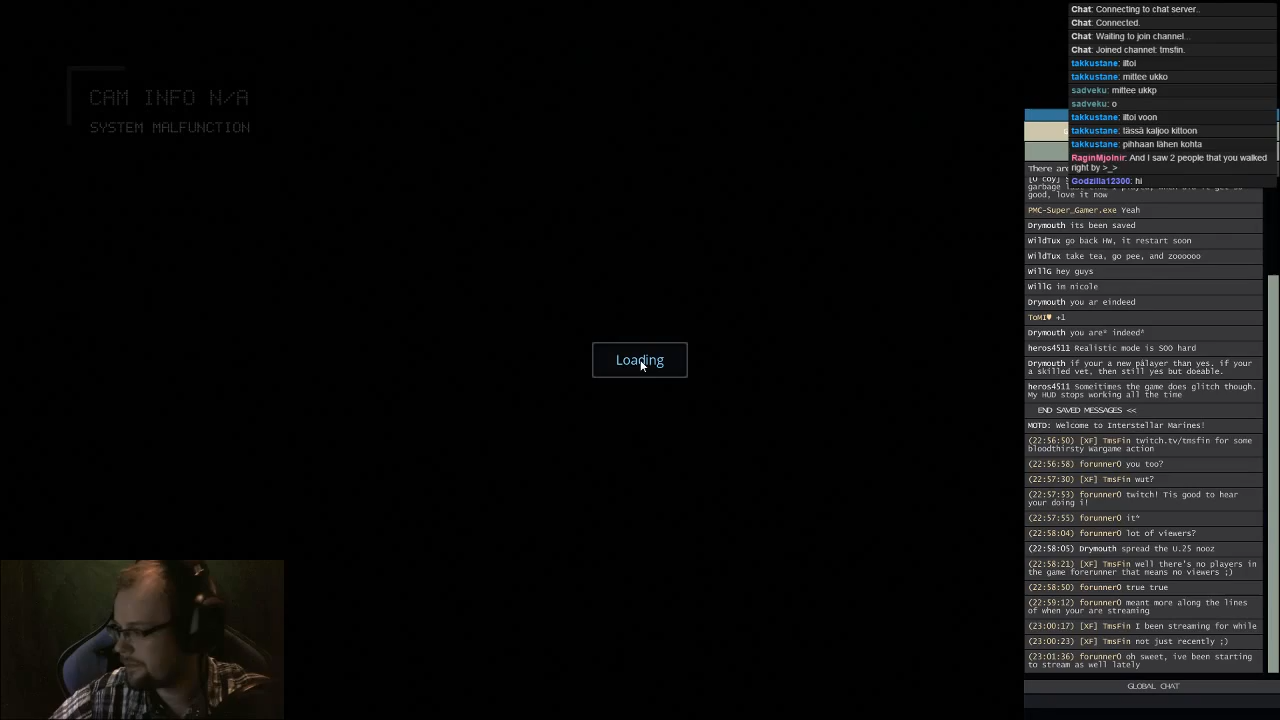 CAM INFO N/A
SYSTEM MALFUNCTION
Loading
Chat: Connecting to chat server..
Chat: Connected.
Chat: Waiting to join channel...
Chat: Joined channel: tmsfin.
takkustane: iltoi
takkustane: mittee ukko
sadveku: mittee ukkp
sadveku: o
takkustane: iltoi voon
takkustane: tässä kaljoo kittoon
takkustane: pihhaan lähen kohta
RaginMjolnir: And I saw 2 people that you walked
right by >_>
Godzilla12300: hi
There are
good, love it now
PMC-Super_Gamer.exe Yeah
Drymouth its been saved
WildTux go back HW, it restart soon
WildTux take tea, go pee, and zooooo
WillG hey guys
WillG im nicole
Drymouth you ar eindeed
ToMI♥ +1
Drymouth you are* indeed*
heros4511 Realistic mode is SOO hard
Drymouth if your a new palayer than yes. if your
a skilled vet, then still yes but doeable.
heros4511 Someitimes the game does glitch though.
My HUD stops working all the time
END SAVED MESSAGES <<
MOTD: Welcome to Interstellar Marines!
(22:56:50) [XF] TmsFin twitch.tv/tmsfin for some
bloodthirsty Wargame action
(22:56:58) forunner0 you too?
(22:57:30) [XF] TmsFin wut?
(22:57:53) forunner0 twitch! Tis good to hear
your doing i!
(22:57:55) forunner0 it*
(22:58:04) forunner0 lot of viewers?
(22:58:05) Drymouth spread the U.25 nooz
(22:58:21) [XF] TmsFin well there's no players in
the game forerunner that means no viewers ;)
(22:58:50) forunner0 true true
(22:59:12) forunner0 meant more along the lines
of when your are streaming
(23:00:17) [XF] TmsFin I been streaming for while
(23:00:23) [XF] TmsFin not just recently ;)
(23:01:36) forunner0 oh sweet, ive been starting
to stream as well lately
GLOBAL CHAT